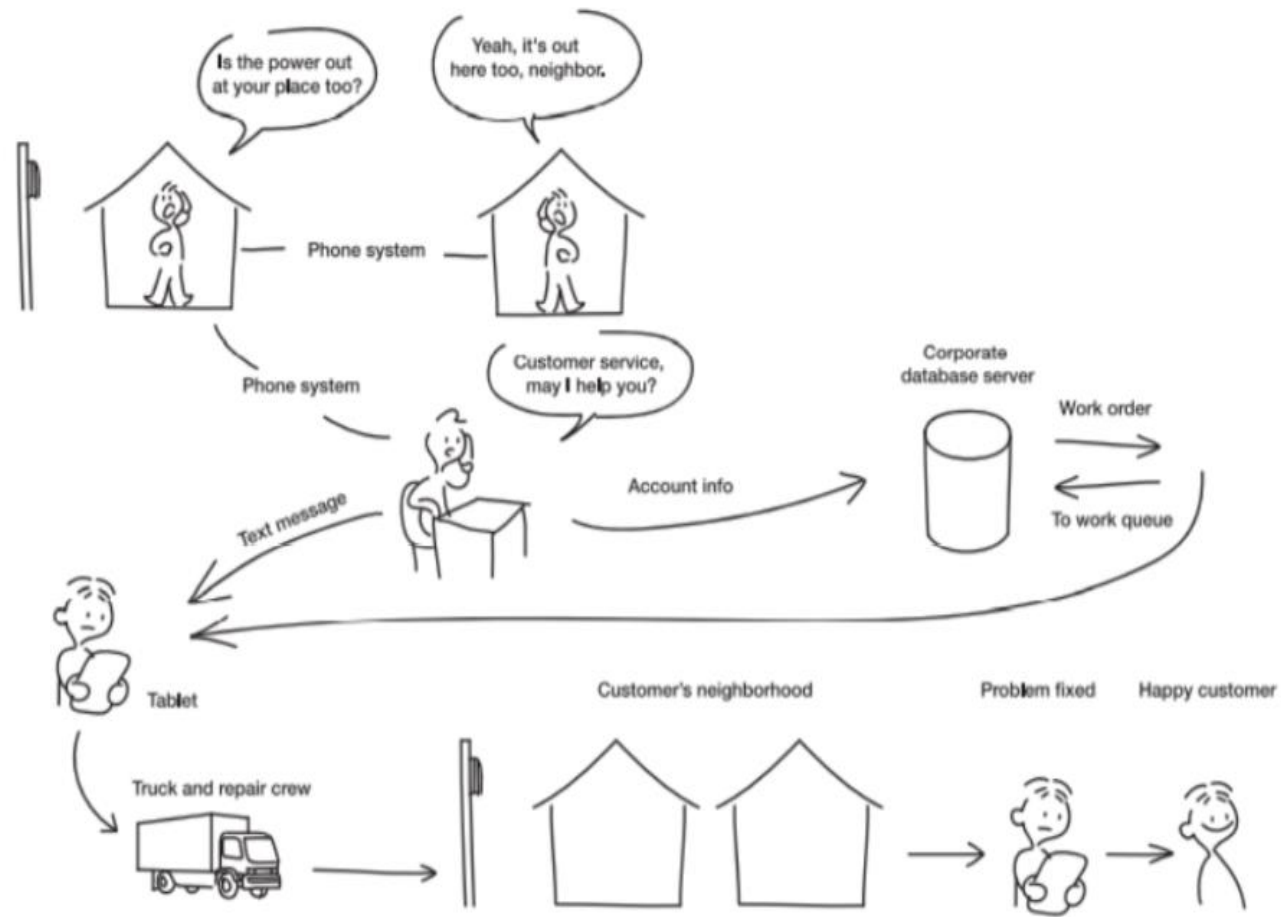 Is the power out
at your place too?
Yeah, it's out
here too, neighbor.
Phone system
Phone system
Customer service,
may I help you?
Corporate
database server
Work order
Account info
To work queue
Text message
Tablet
Customer's neighborhood
Problem fixed
Happy customer
Truck and repair crew